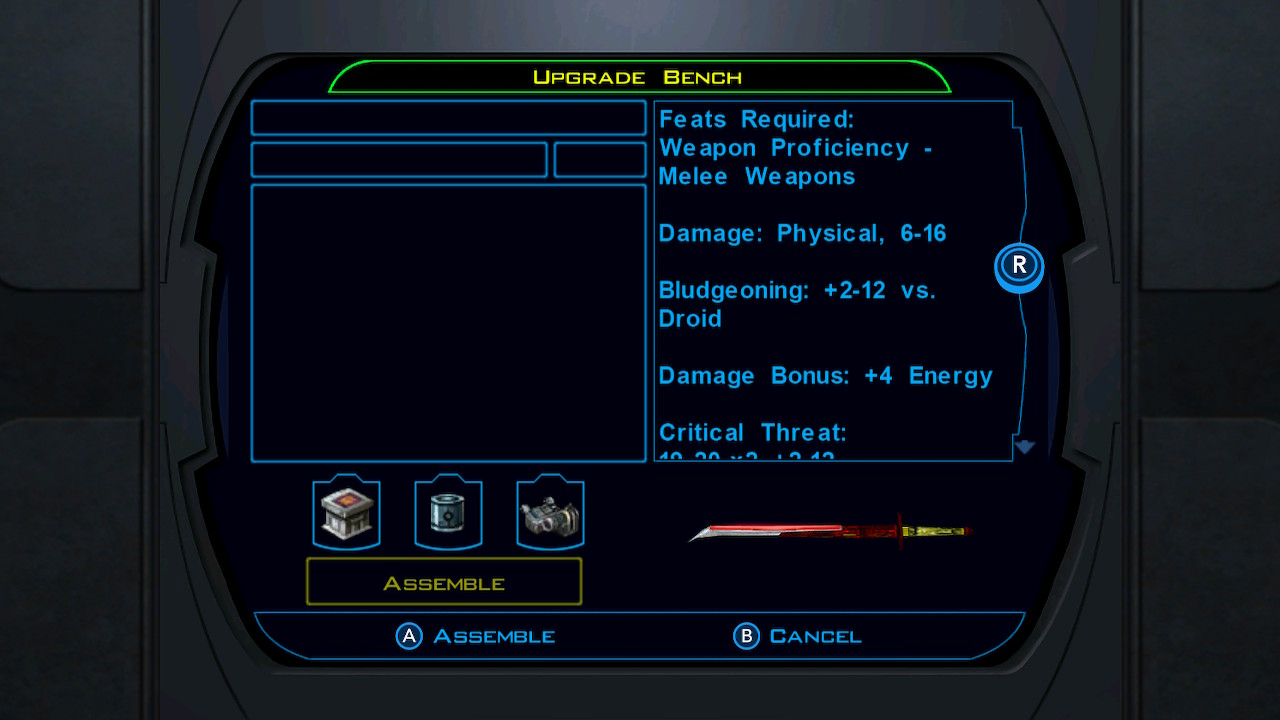 Upgrade Bench
Feats Required:
Weapon Proficiency -
Melee Weapons
Damage: Physical, 6-16
Bludgeoning: +2-12 vs.
Droid
Damage Bonus: +4 Energy
Critical Threat:
R
Assemble
A Assemble
B Cancel